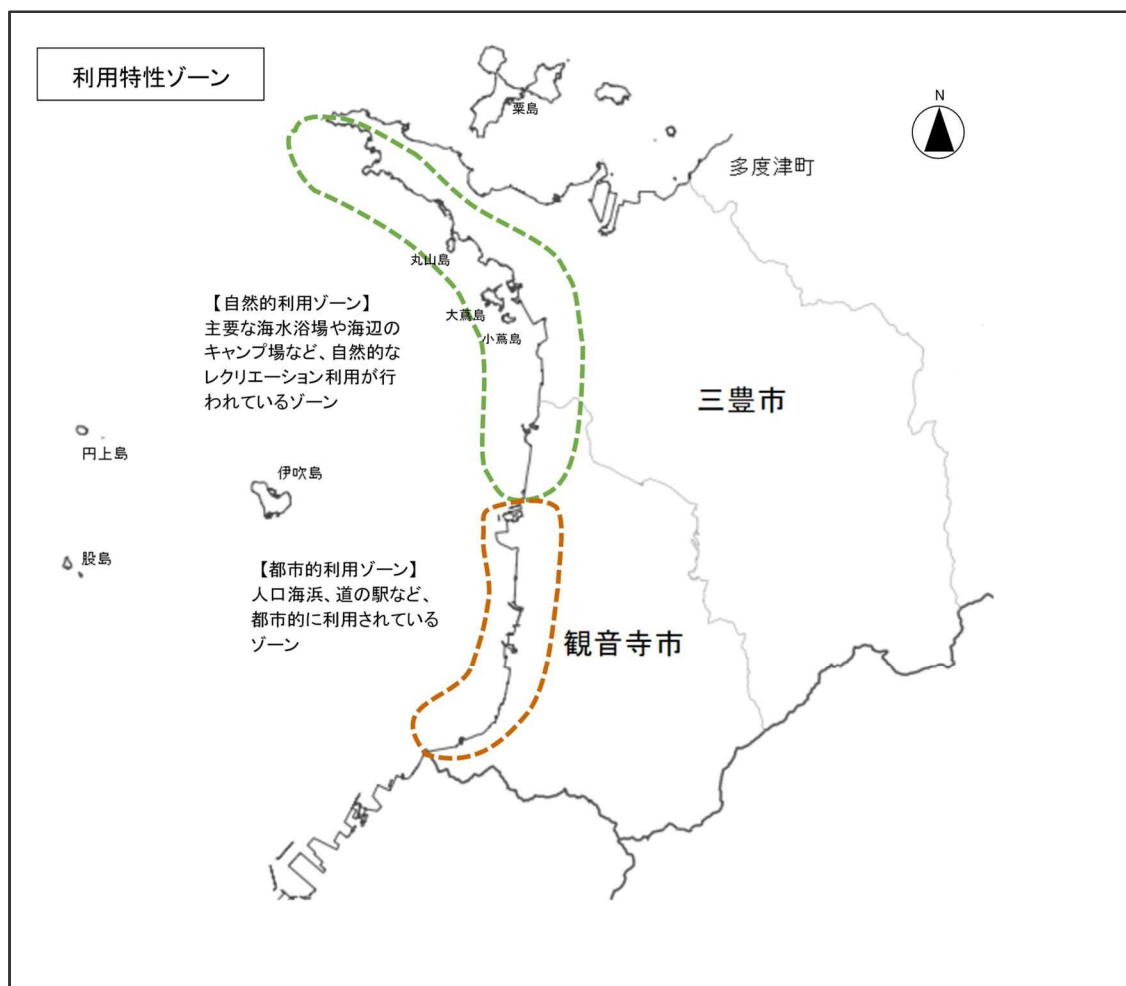 利用特性ゾーン
N
粟島
多度津町
丸山島
【自然的利用ゾーン】
主要な海水浴場や海辺の
キャンプ場など、自然的な
レクリエーション利用が行
われているゾーン
大蔦島
小蔦島
三豊市
円上島
伊吹島
股島
【都市的利用ゾーン】
人口海浜、道の駅など、
都市的に利用されている
ゾーン
観音寺市